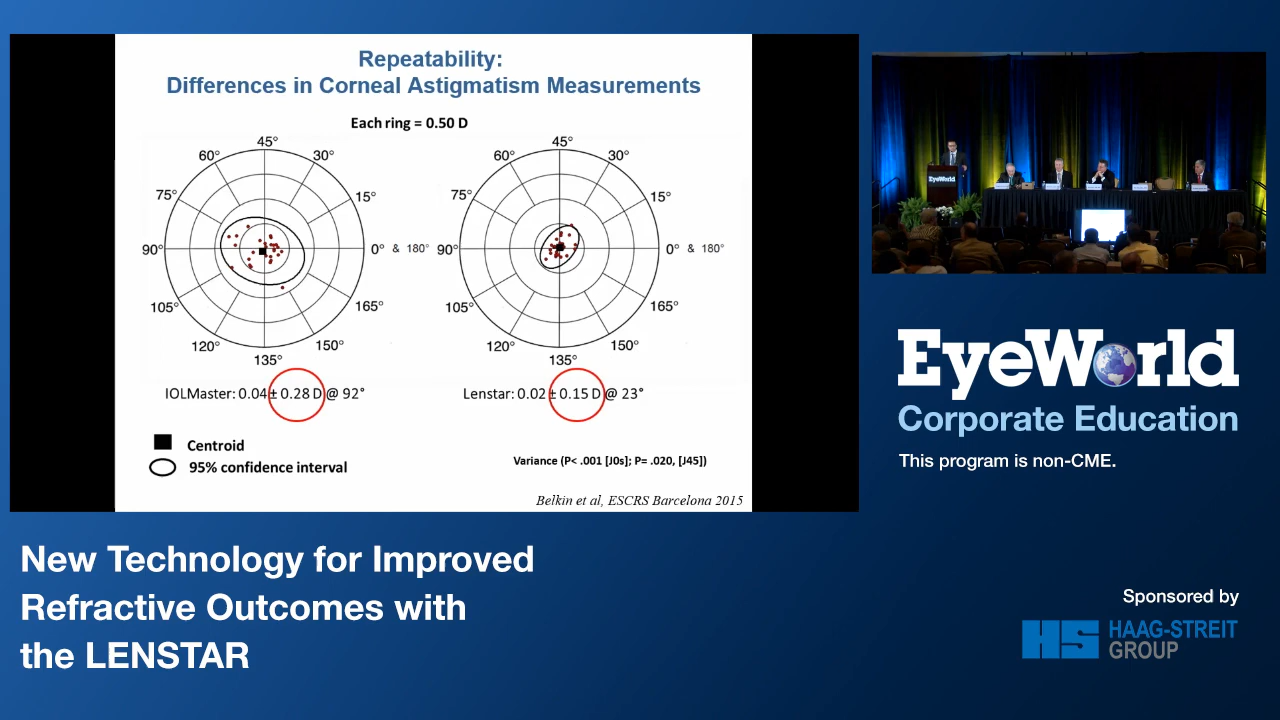 Repeatability:
Differences in Corneal Astigmatism Measurements
Each ring = 0.50 D
45°
60°
30°
75°
15°
90°
0° & 180°
105°
165°
120°
150°
135°
45°
60°
30°
75°
15°
90°
0° & 180°
105°
165°
120°
150°
135°
IOLMaster: 0.04 ± 0.28 D @ 92°
Lenstar: 0.02 ± 0.15 D @ 23°
Centroid
95% confidence interval
Variance (P< .001 [J0s]; P= .020, [J45])
Belkin et al, ESCRS Barcelona 2015
EyeWorld
EyeWorld
Corporate Education
This program is non-CME.
New Technology for Improved
Refractive Outcomes with
the LENSTAR
Sponsored by
HS HAAG-STREIT
GROUP